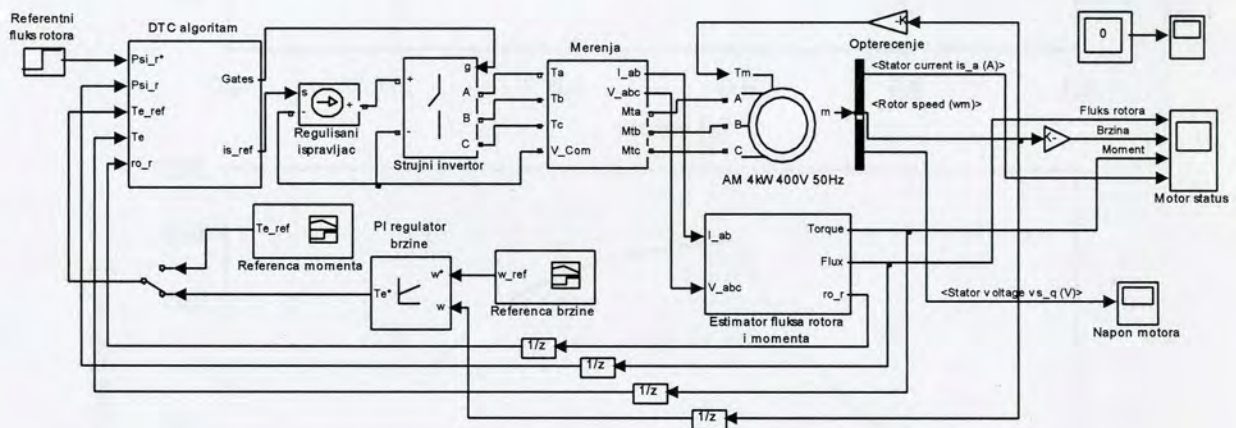 Referentni
fluks rotora
DTC algoritam
Psi_r*
Psi_r
Te_ref
Te
ro_r
Gates
is_ref
s
-
+
Regulisani
ispravljac
+
-
g
A
B
C
Strujni invertor
Merenja
Ta
Tb
Tc
V_Com
I_ab
V_abc
Mta
Mtb
Mtc
-K-
Opterecenje
Tm
A
B
C
m
AM 4kW 400V 50Hz
<Stator current is_a (A)>
<Rotor speed (wm)>
0
Fluks rotora
Brzina
Moment
K-
Motor status
Te_ref
Referenca momenta
PI regulator
brzine
w*
Te*
w
w_ref
Referenca brzine
I_ab
V_abc
Torque
Flux
ro_r
Estimator fluksa rotora
i momenta
<Stator voltage vs_q (V)>
Napon motora
1/z
1/z
1/z
1/z